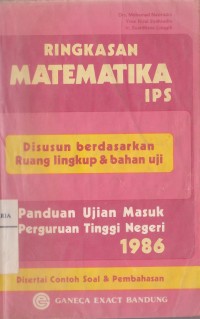 RINGKASAN
MATEMATIKA
IPS
Disusun berdasarkan
Ruang lingkup & bahan uji
Panduan Ujian Masuk
Perguruan Tinggi Negeri
1986
Disertai Contoh Soal & Pembahasan
GANEÇA EXACT BANDUNG